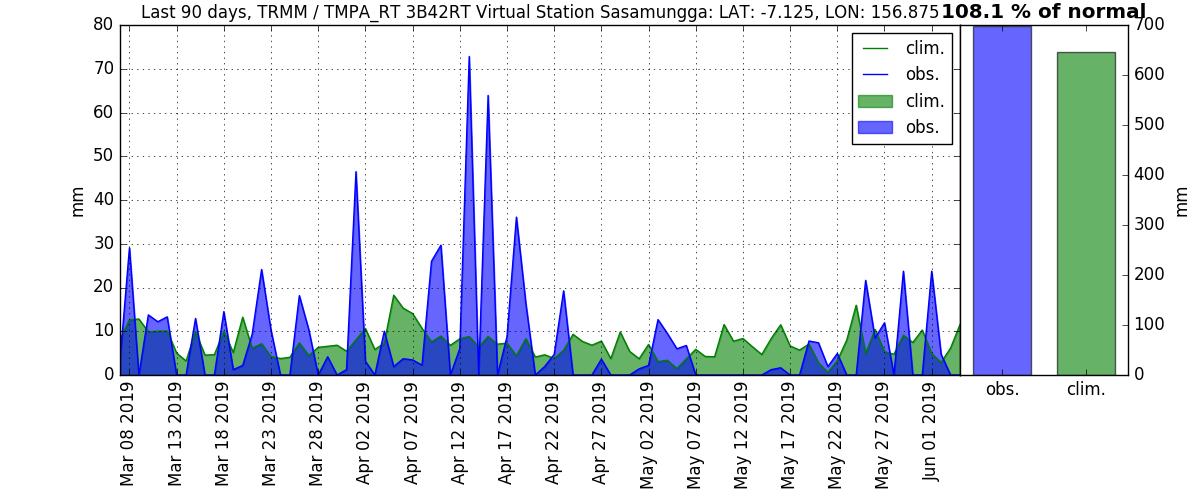 Last 90 days, TRMM / TMPA_RT 3B42RT Virtual Station Sasamungga: LAT: -7.125, LON: 156.875
108.1 % of normal
80
70
60
50
40
30
20
10
0
mm
clim.
obs.
clim.
obs.
700
600
500
400
300
200
100
0
mm
Mar 08 2019
Mar 13 2019
Mar 18 2019
Mar 23 2019
Mar 28 2019
Apr 02 2019
Apr 07 2019
Apr 12 2019
Apr 17 2019
Apr 22 2019
Apr 27 2019
May 02 2019
May 07 2019
May 12 2019
May 17 2019
May 22 2019
May 27 2019
Jun 01 2019
obs.
clim.